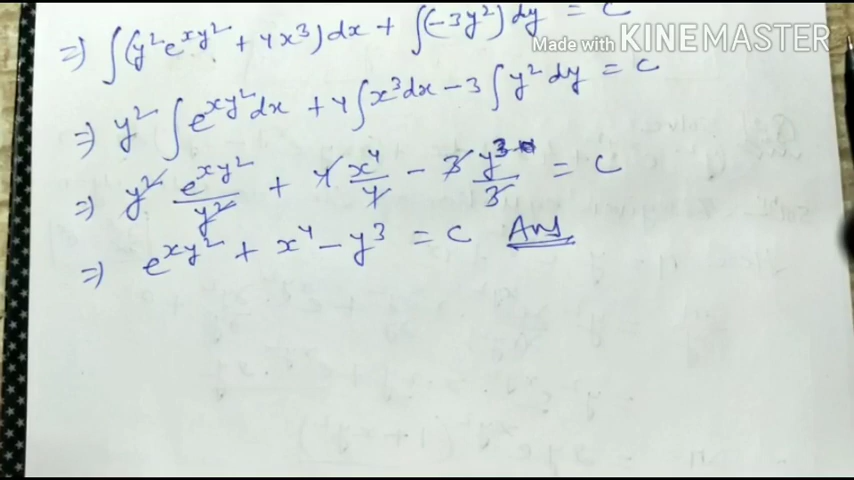 ⇒) ∫(y²e^{xy²} + 4x³)dx + ∫(-3y²)dy = C
Made with KINEMASTER
⇒) y² ∫e^{xy²}dx + 4∫x³dx - 3∫y²dy = C
⇒) y² e^{xy²}/y² + 4 x⁴/4 - 3 y³/3 = C
⇒) e^{xy²} + x⁴ - y³ = C Ans